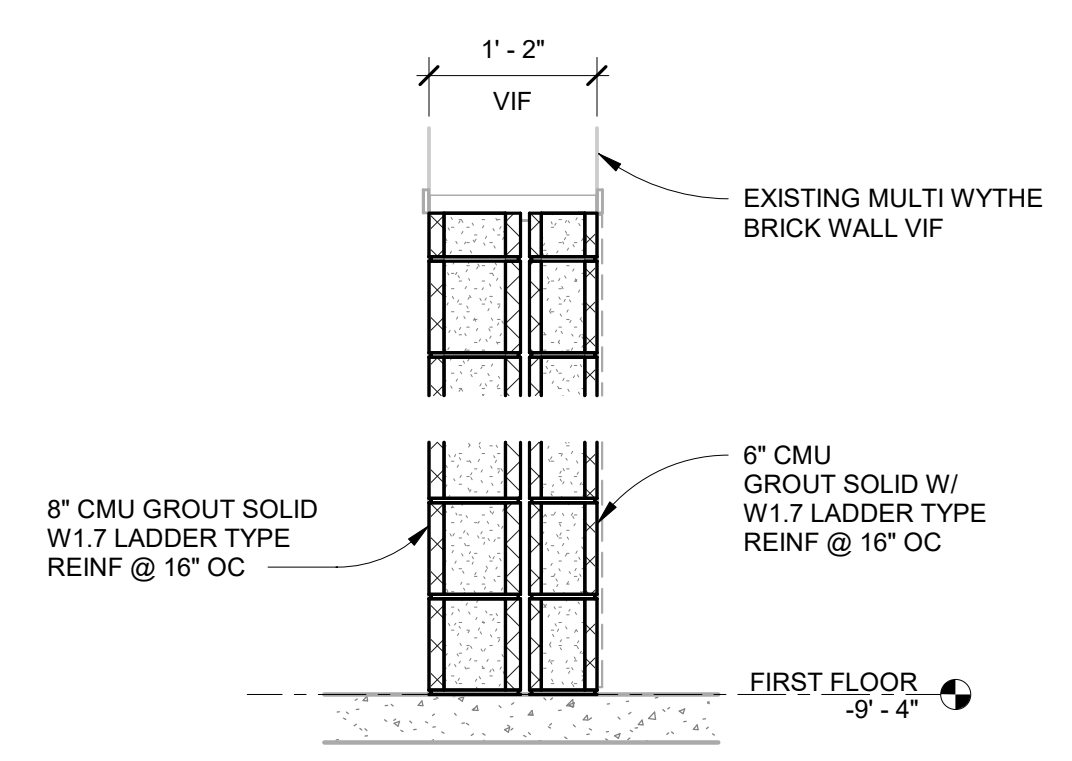 1' - 2"
VIF
EXISTING MULTI WYTHE
BRICK WALL VIF
6" CMU
GROUT SOLID W/
W1.7 LADDER TYPE
REINF @ 16" OC
8" CMU GROUT SOLID
W1.7 LADDER TYPE
REINF @ 16" OC
FIRST FLOOR
-9' - 4"